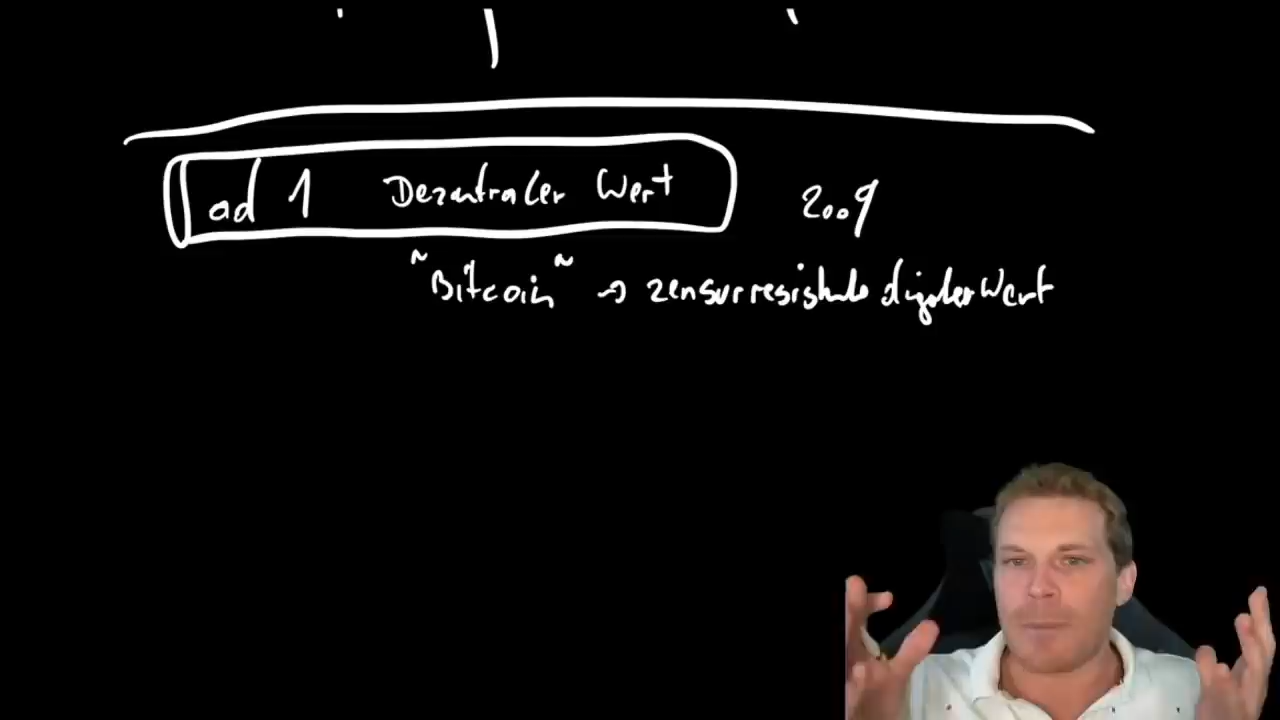 ad 1 Dezentraler Wert 2009
"Bitcoin" → zensurresistenter digitaler Wert